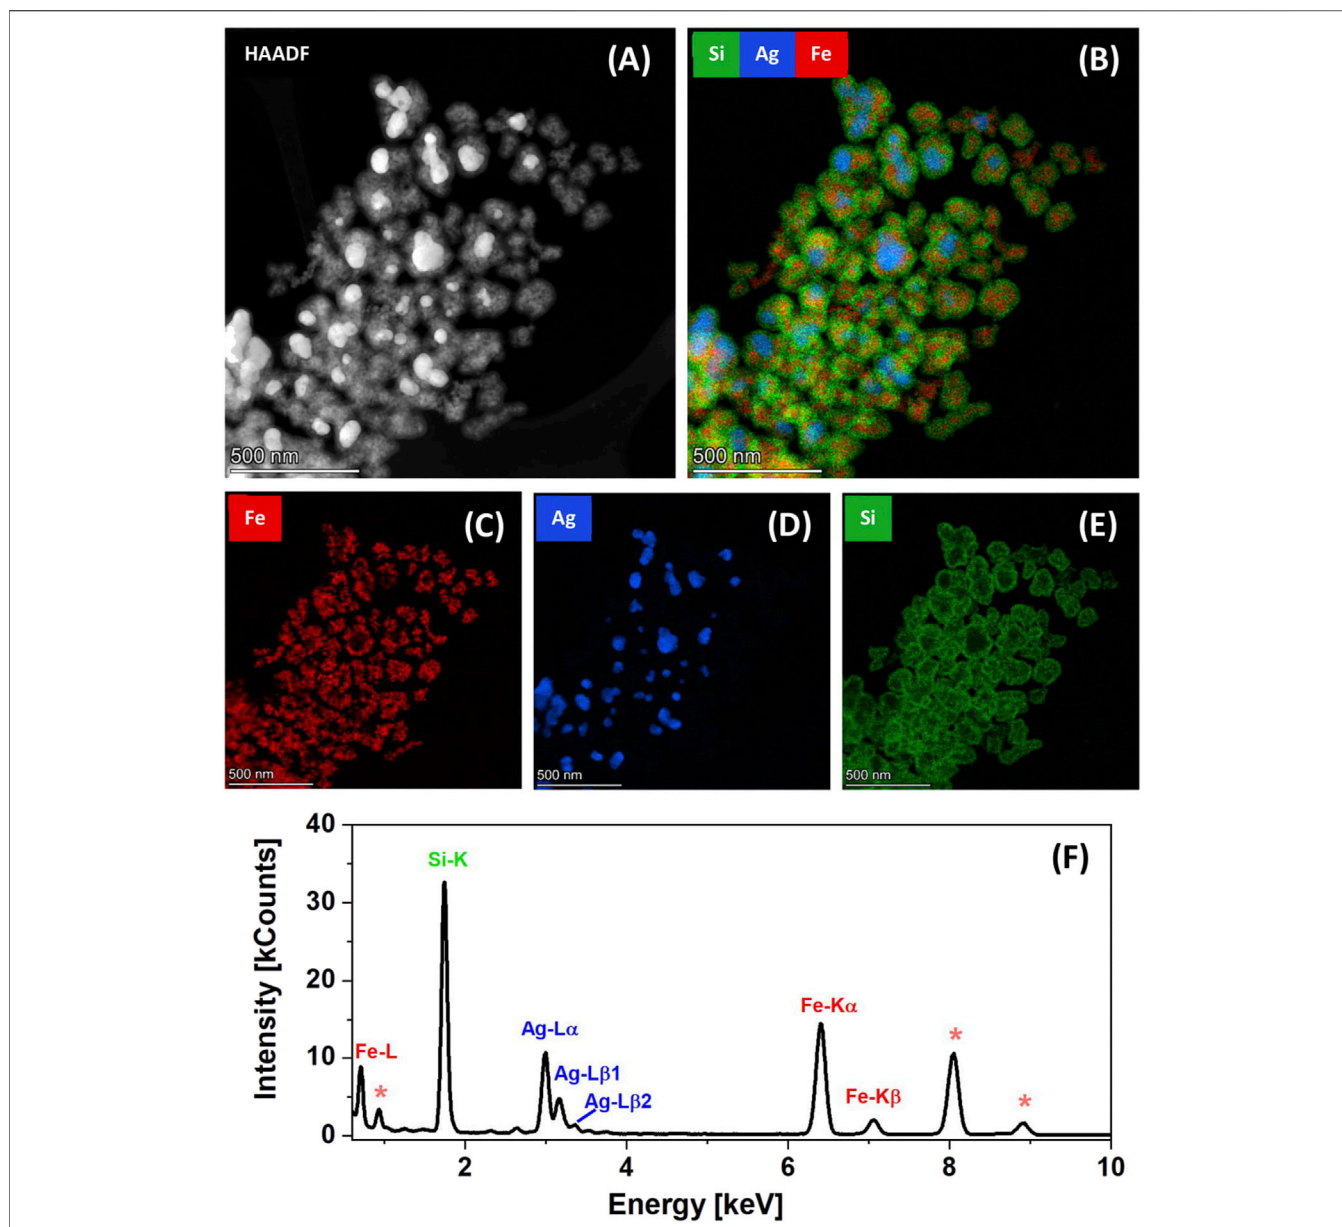 HAADF
(A)
Si Ag Fe
(B)
500 nm
500 nm
Fe
(C)
Ag
(D)
Si
(E)
500 nm
500 nm
500 nm
(F)
Intensity [kCounts]
40
30
20
10
0
Si-K
Fe-L
*
Ag-Lα
Ag-Lβ1
Ag-Lβ2
Fe-Kα
Fe-Kβ
*
*
2 4 6 8 10
Energy [keV]